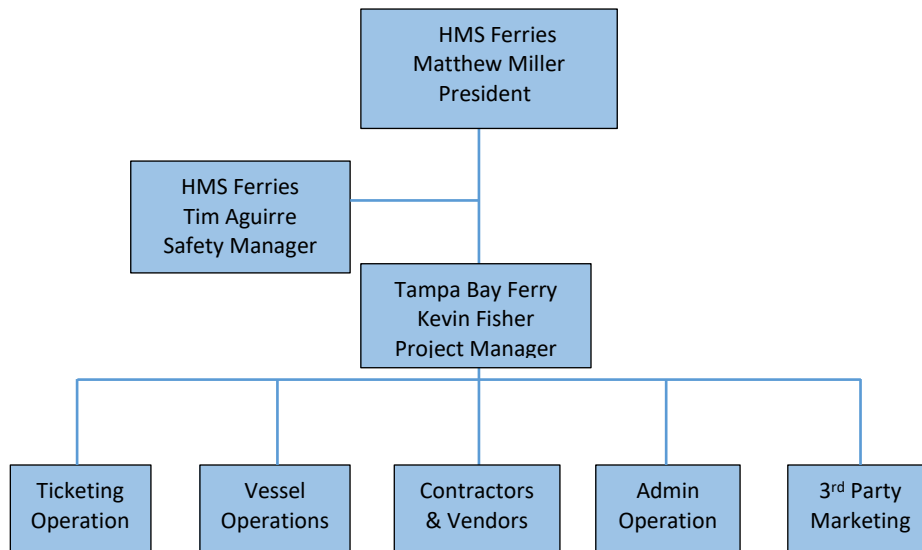 HMS Ferries
Matthew Miller
President
HMS Ferries
Tim Aguirre
Safety Manager
Tampa Bay Ferry
Kevin Fisher
Project Manager
Ticketing
Operation
Vessel
Operations
Contractors
& Vendors
Admin
Operation
3rd Party
Marketing